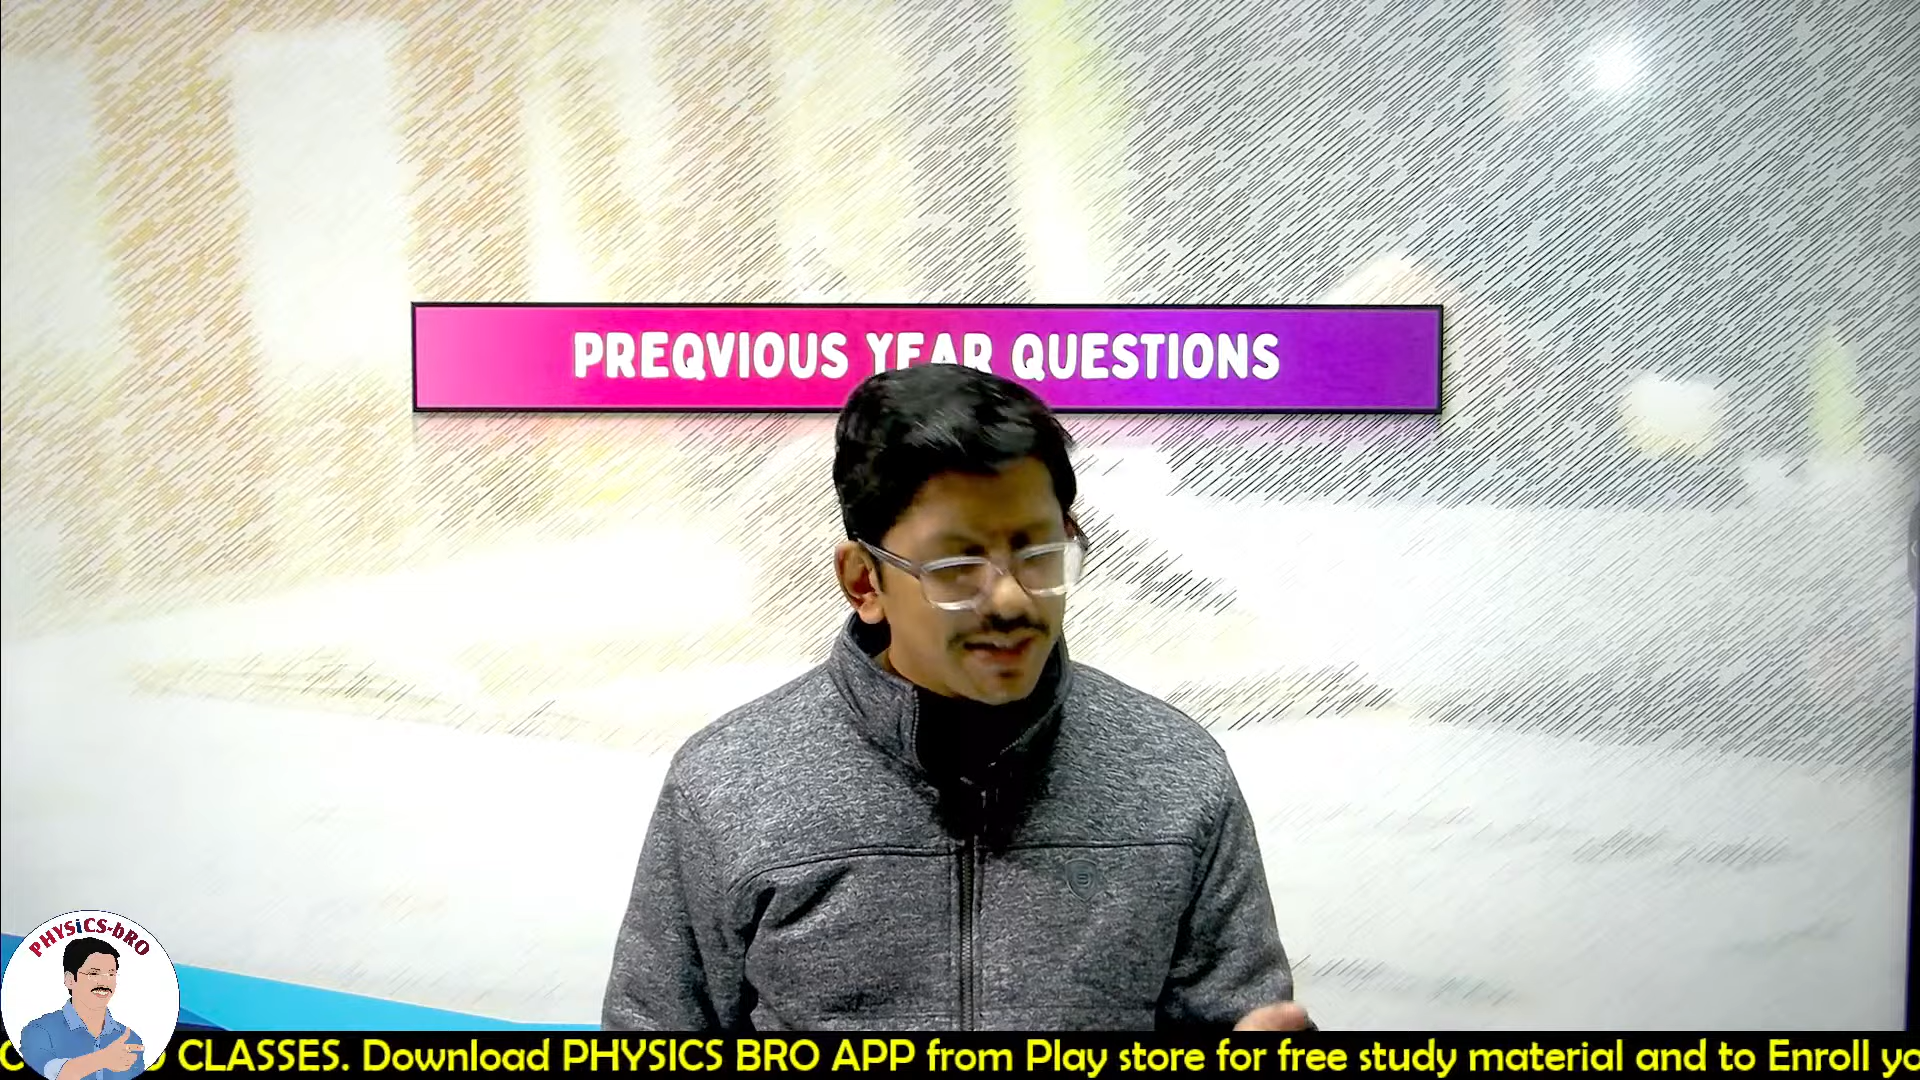 PREQVIOUS YEAR QUESTIONS
PHYSiCS-bRO
CLASSES. Download PHYSICS BRO APP from Play store for free study material and to Enroll yo